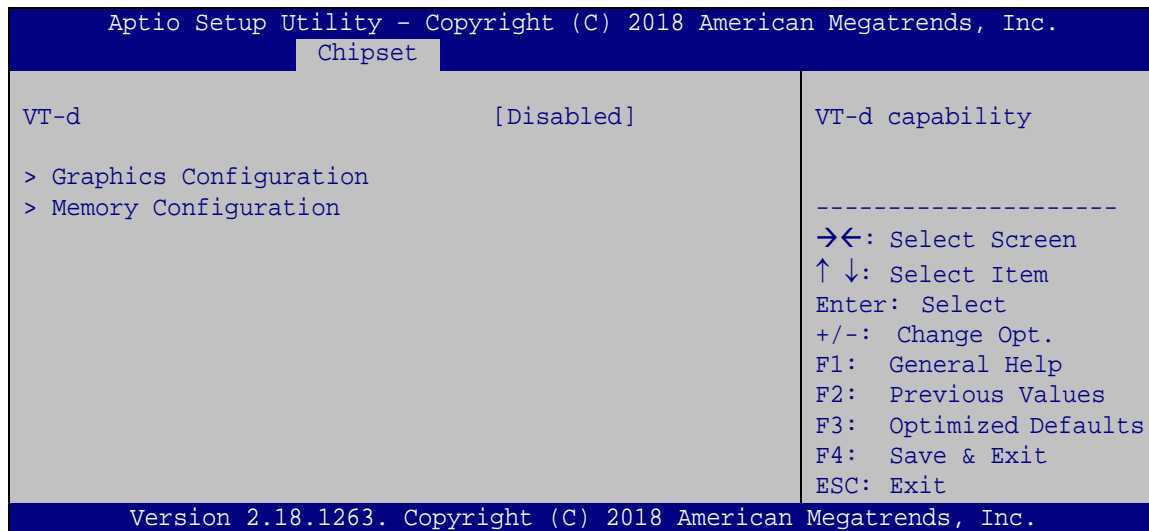 Aptio Setup Utility – Copyright (C) 2018 American Megatrends, Inc.
Chipset
VT-d [Disabled]
> Graphics Configuration
> Memory Configuration
VT-d capability
---------------------
→←: Select Screen
↑ ↓: Select Item
Enter: Select
+/-: Change Opt.
F1: General Help
F2: Previous Values
F3: Optimized Defaults
F4: Save & Exit
ESC: Exit
Version 2.18.1263. Copyright (C) 2018 American Megatrends, Inc.